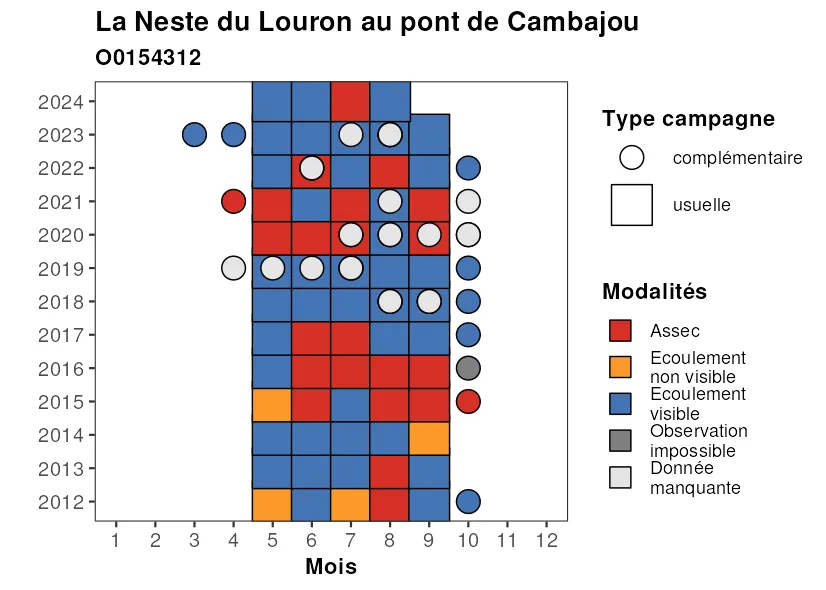 La Neste du Louron au pont de Cambajou
O0154312
2024
2023
2022
2021
2020
2019
2018
2017
2016
2015
2014
2013
2012
1 2 3 4 5 6 7 8 9 10 11 12
Mois
Type campagne
complémentaire
usuelle
Modalités
Assec
Ecoulement
non visible
Ecoulement
visible
Observation
impossible
Donnée
manquante